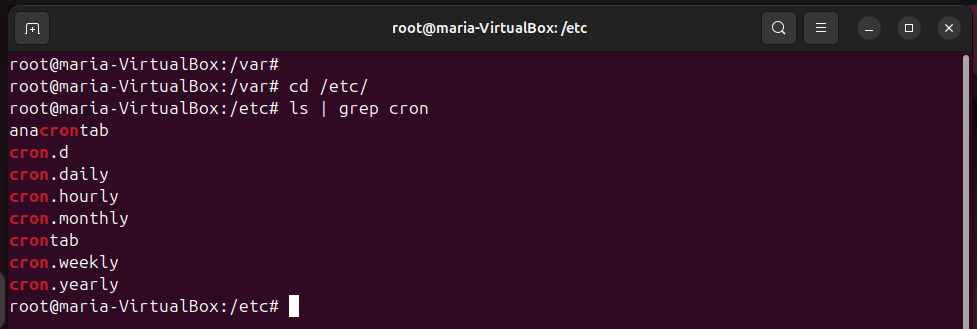 root@maria-VirtualBox: /etc
root@maria-VirtualBox:/var#
root@maria-VirtualBox:/var# cd /etc/
root@maria-VirtualBox:/etc# ls | grep cron
anacrontab
cron.d
cron.daily
cron.hourly
cron.monthly
crontab
cron.weekly
cron.yearly
root@maria-VirtualBox:/etc#